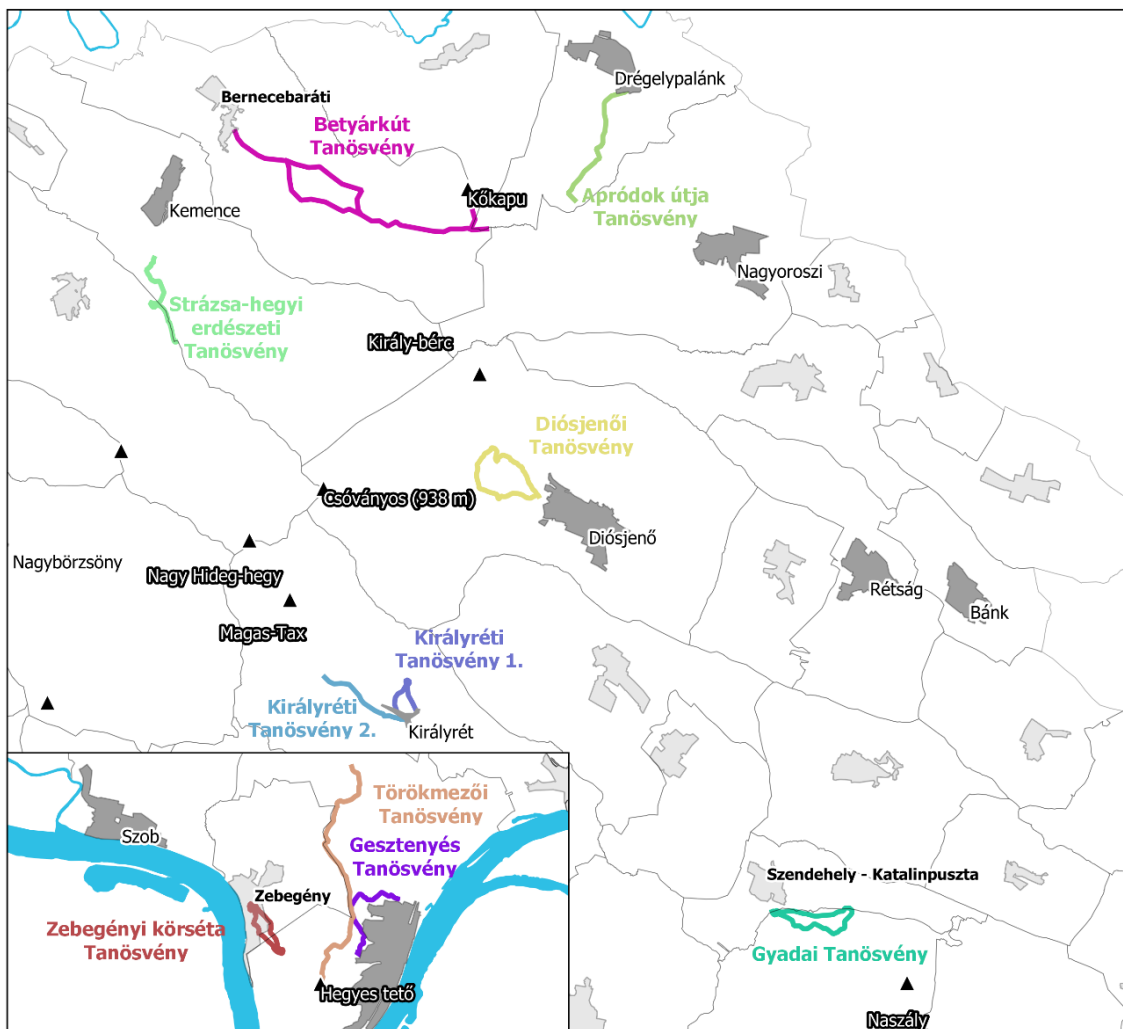 Drégelypalánk
Bernecebaráti
Betyárkút
Tanösvény
Kőkapu
Apródok útja
Tanösvény
Kemence
Nagyoroszi
Strázsa-hegyi
erdészeti
Tanösvény
Király-bérc
Diósjenői
Tanösvény
Csóványos (938 m)
Diósjenő
Nagybörzsöny
Nagy Hideg-hegy
Rétság
Bánk
Magas-Tax
Királyréti
Tanösvény 1.
Királyréti
Tanösvény 2.
Királyrét
Törökmezői
Tanösvény
Szob
Gesztenyés
Tanösvény
Zebegény
Szendehely - Katalinpuszta
Zebegényi körséta
Tanösvény
Gyadai Tanösvény
Hegyes tető
Naszály